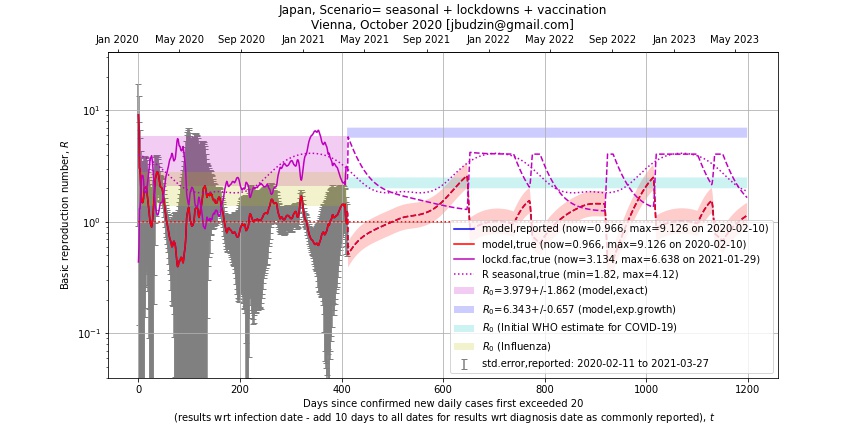 Japan, Scenario= seasonal + lockdowns + vaccination
Vienna, October 2020 [jbudzin@gmail.com]
Jan 2020 May 2020 Sep 2020 Jan 2021 May 2021 Sep 2021 Jan 2022 May 2022 Sep 2022 Jan 2023 May 2023
Basic reproduction number, R
10¹
10⁰
10⁻¹
model,reported (now=0.966, max=9.126 on 2020-02-10)
model,true (now=0.966, max=9.126 on 2020-02-10)
lockd.fac,true (now=3.134, max=6.638 on 2021-01-29)
R seasonal,true (min=1.82, max=4.12)
R₀=3.979+/-1.862 (model,exact)
R₀=6.343+/-0.657 (model,exp.growth)
R₀ (Initial WHO estimate for COVID-19)
R₀ (Influenza)
std.error,reported: 2020-02-11 to 2021-03-27
0 200 400 600 800 1000 1200
Days since confirmed new daily cases first exceeded 20
(results wrt infection date - add 10 days to all dates for results wrt diagnosis date as commonly reported), t